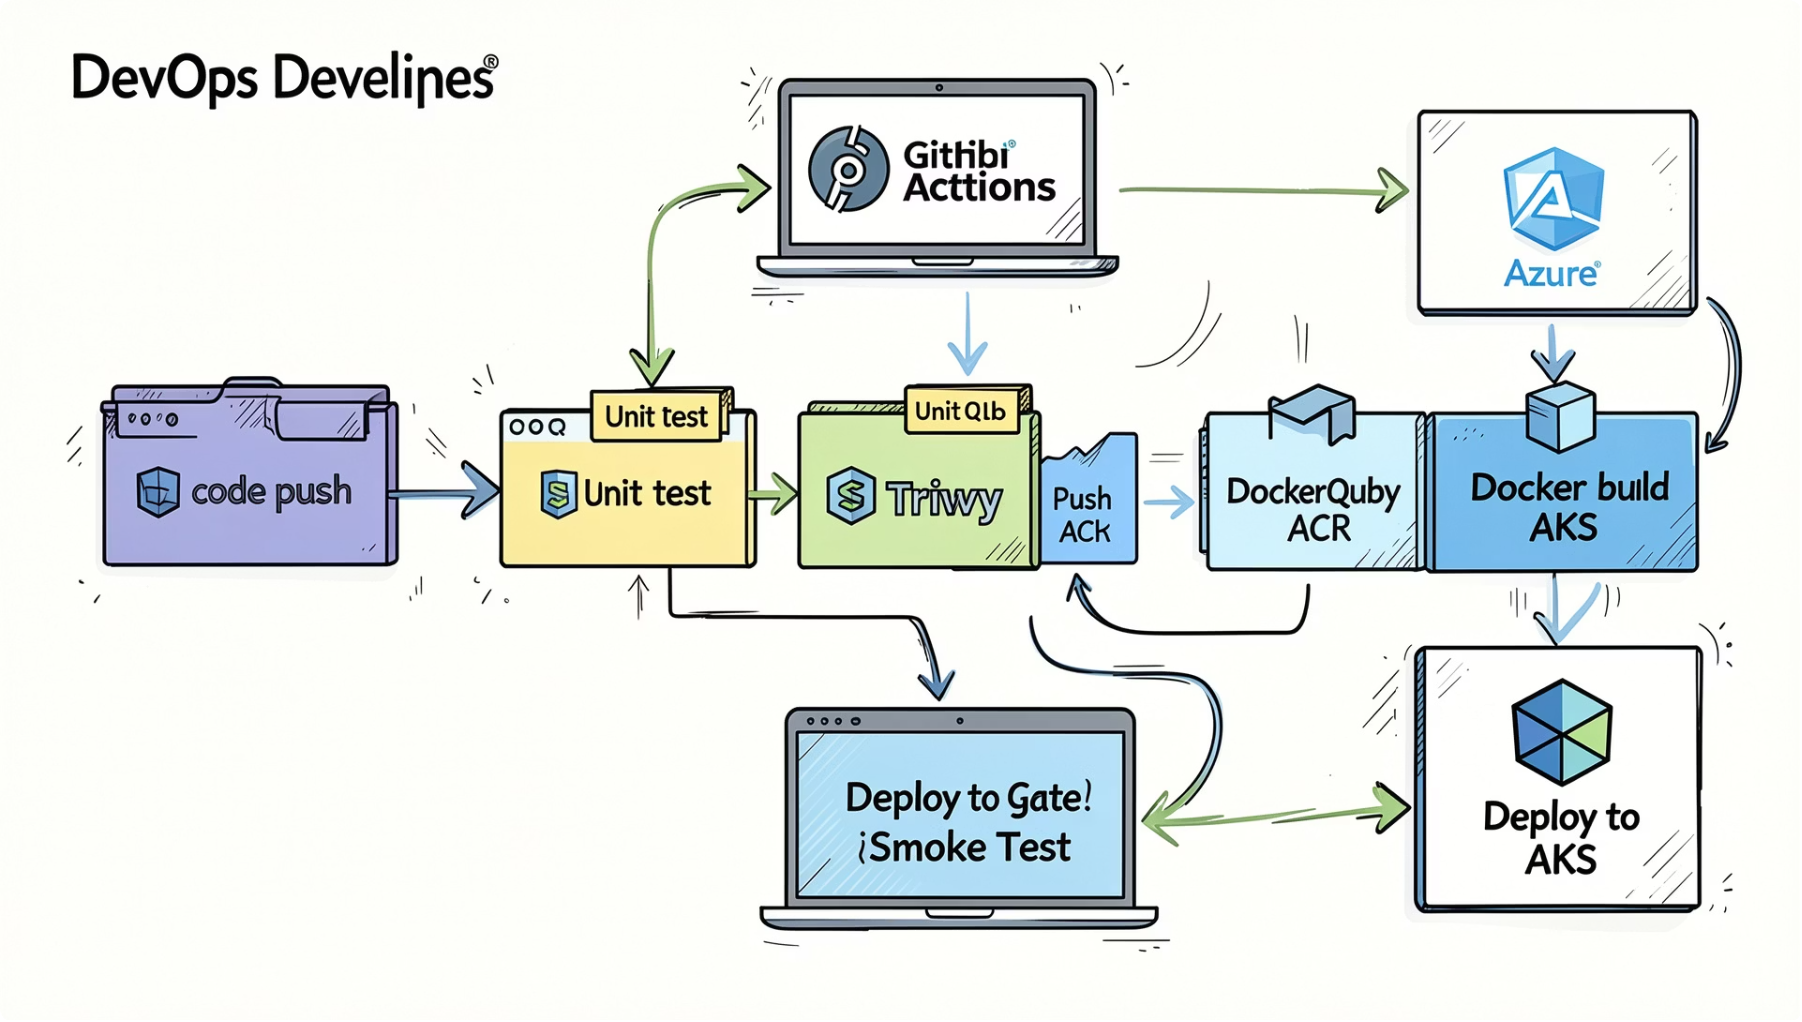 DevOps Develipes®
GitHbi®
Acttions
Azure®
code push
Unit test
Unit test
Unit Qlb
Triwy
Push
ACK
DockerQuby
ACR
Docker build
AKS
Deploy to Gate!
¡Smoke Test
Deploy to
AKS